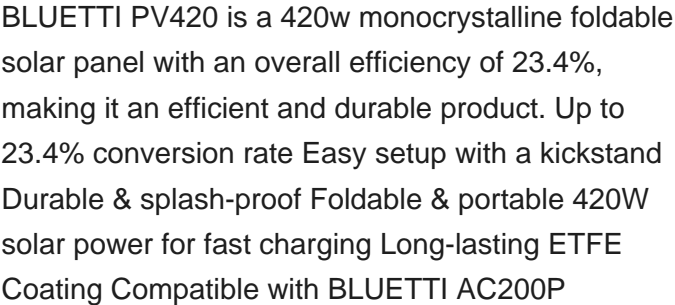 BLUETTI PV420 is a 420w monocrystalline foldable
solar panel with an overall efficiency of 23.4%,
making it an efficient and durable product. Up to
23.4% conversion rate Easy setup with a kickstand
Durable & splash-proof Foldable & portable 420W
solar power for fast charging Long-lasting ETFE
Coating Compatible with BLUETTI AC200P